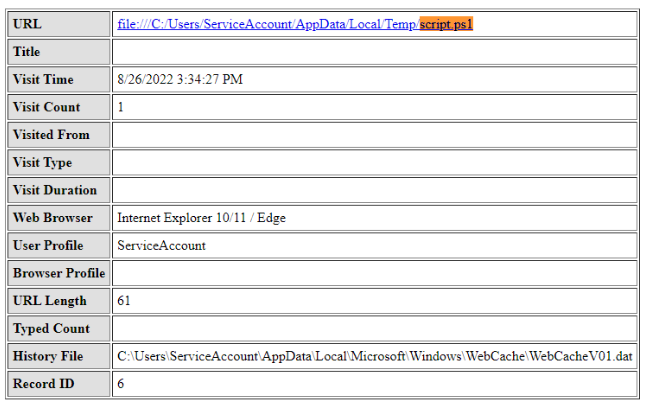 URL file:///C:/Users/ServiceAccount/AppData/Local/Temp/script.ps1
Title
Visit Time 8/26/2022 3:34:27 PM
Visit Count 1
Visited From
Visit Type
Visit Duration
Web Browser Internet Explorer 10/11 / Edge
User Profile ServiceAccount
Browser Profile
URL Length 61
Typed Count
History File C:\Users\ServiceAccount\AppData\Local\Microsoft\Windows\WebCache\WebCacheV01.dat
Record ID 6